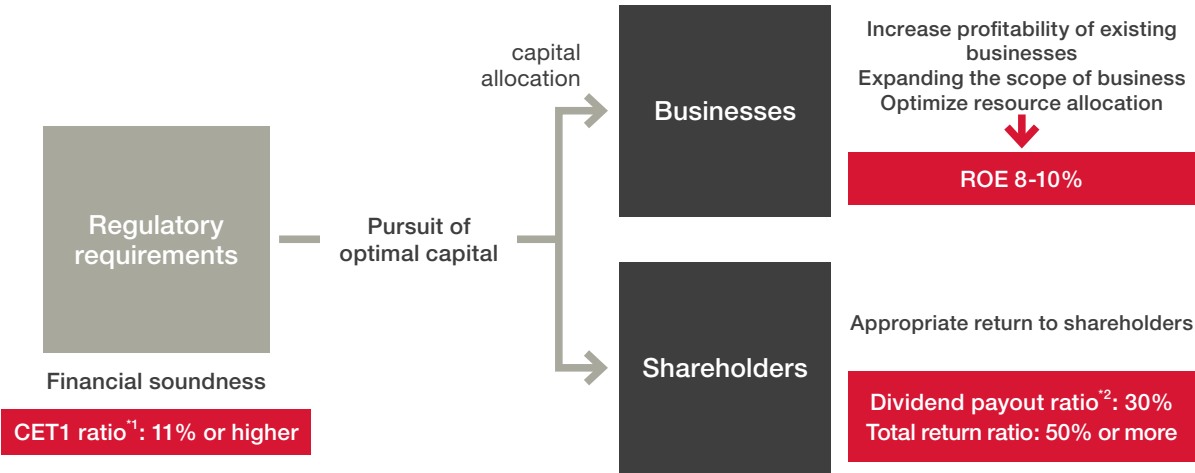 Regulatory
requirements
Financial soundness
CET1 ratio*1: 11% or higher
Pursuit of
optimal capital
capital
allocation
Businesses
Increase profitability of existing
businesses
Expanding the scope of business
Optimize resource allocation
ROE 8-10%
Shareholders
Appropriate return to shareholders
Dividend payout ratio*2: 30%
Total return ratio: 50% or more